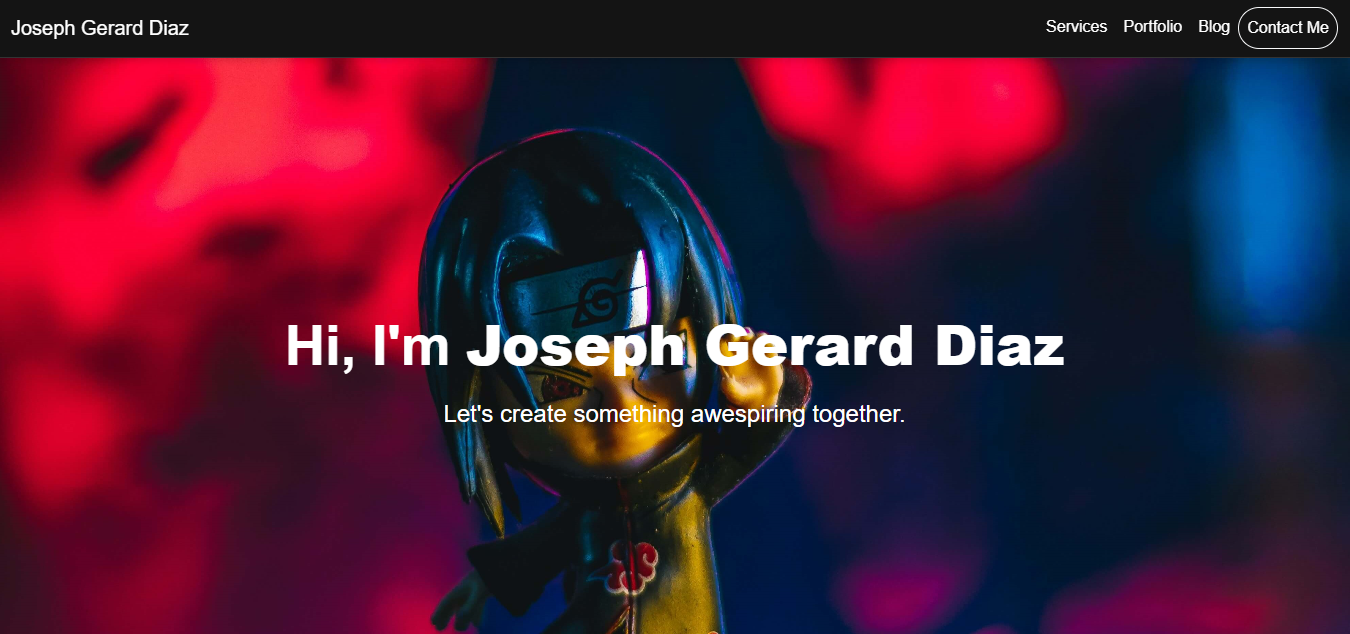 Joseph Gerard Diaz
Services Portfolio Blog Contact Me
Hi, I'm Joseph Gerard Diaz
Let's create something awespiring together.